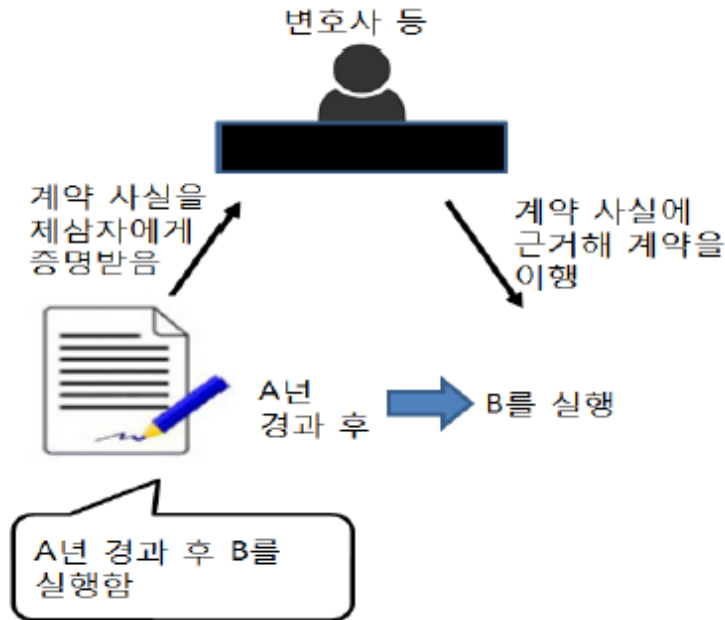 변호사 등
계약 사실을
제삼자에게
증명받음
계약 사실에
근거해 계약을
이행
A년
경과 후
B를 실행
A년 경과 후 B를
실행함